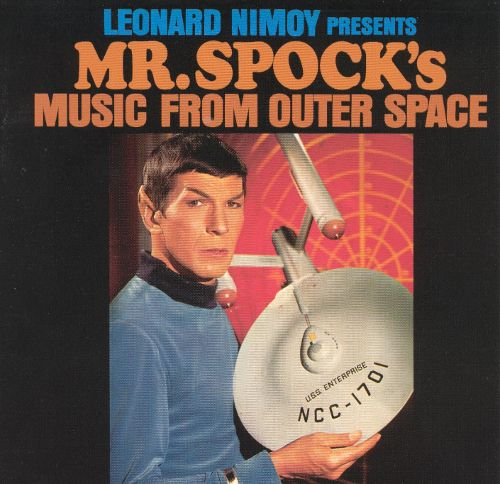 LEONARD NIMOY PRESENTS
MR. SPOCK's
MUSIC FROM OUTER SPACE
U.S.S. ENTERPRISE
NCC-1701